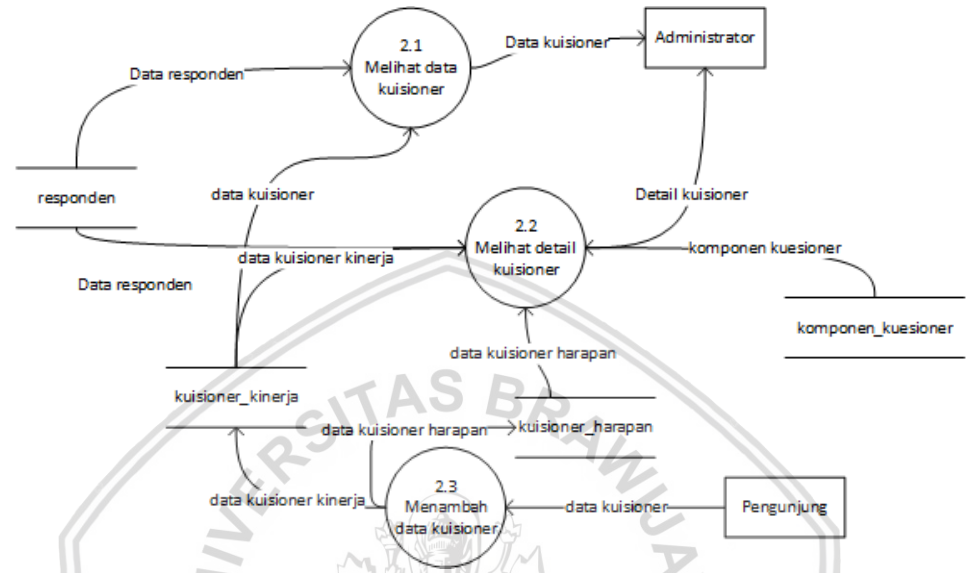 2.1
Melihat data
kuisioner
Data kuisioner
Administrator
Data responden
responden
data kuisioner
Detail kuisioner
2.2
Melihat detail
kuisioner
data kuisioner kinerja
komponen kuesioner
Data responden
komponen_kuesioner
data kuisioner harapan
kuisioner_kinerja
data kuisioner harapan
kuisioner_harapan
2.3
Menambah
data kuisioner
data kuisioner kinerja
data kuisioner
Pengunjung
ERSITAS BRAWIJA